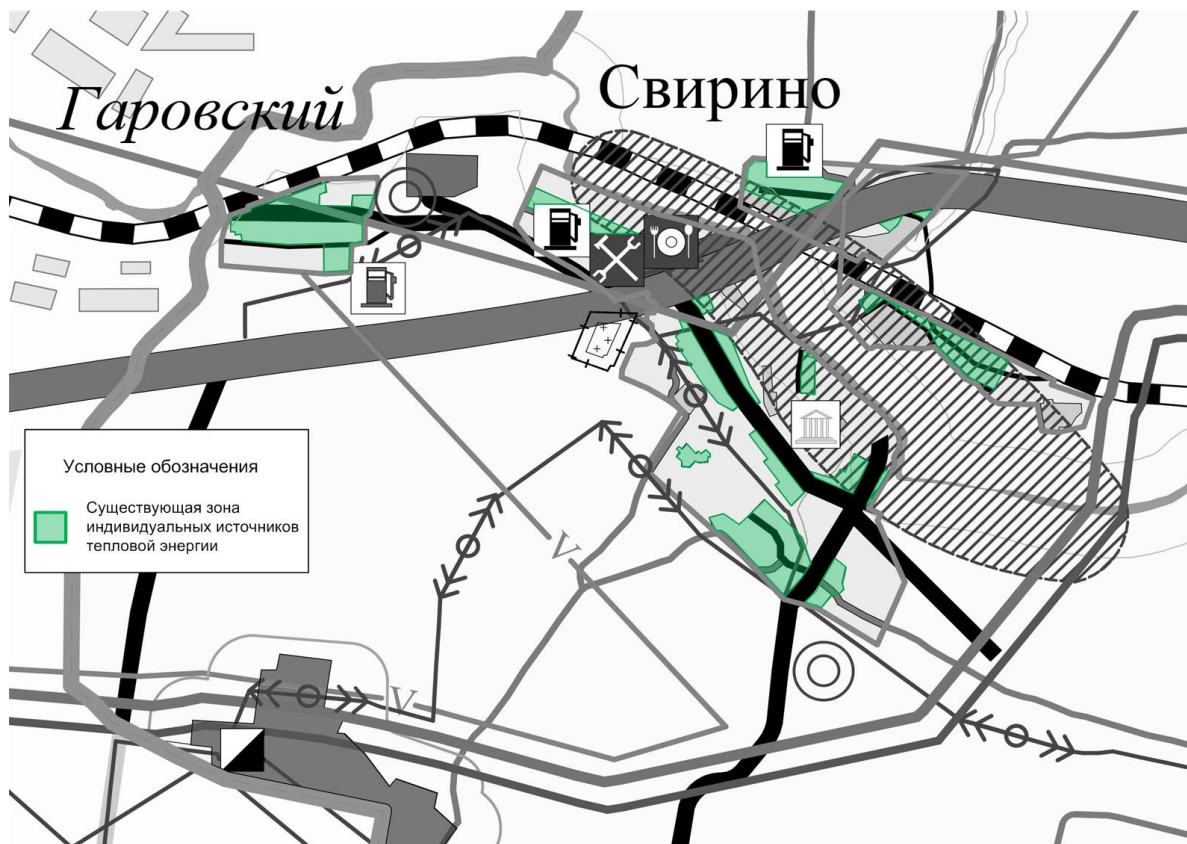 Гаровский
Свирино
Условные обозначения
Существующая зона
индивидуальных источников
тепловой энергии
V
V